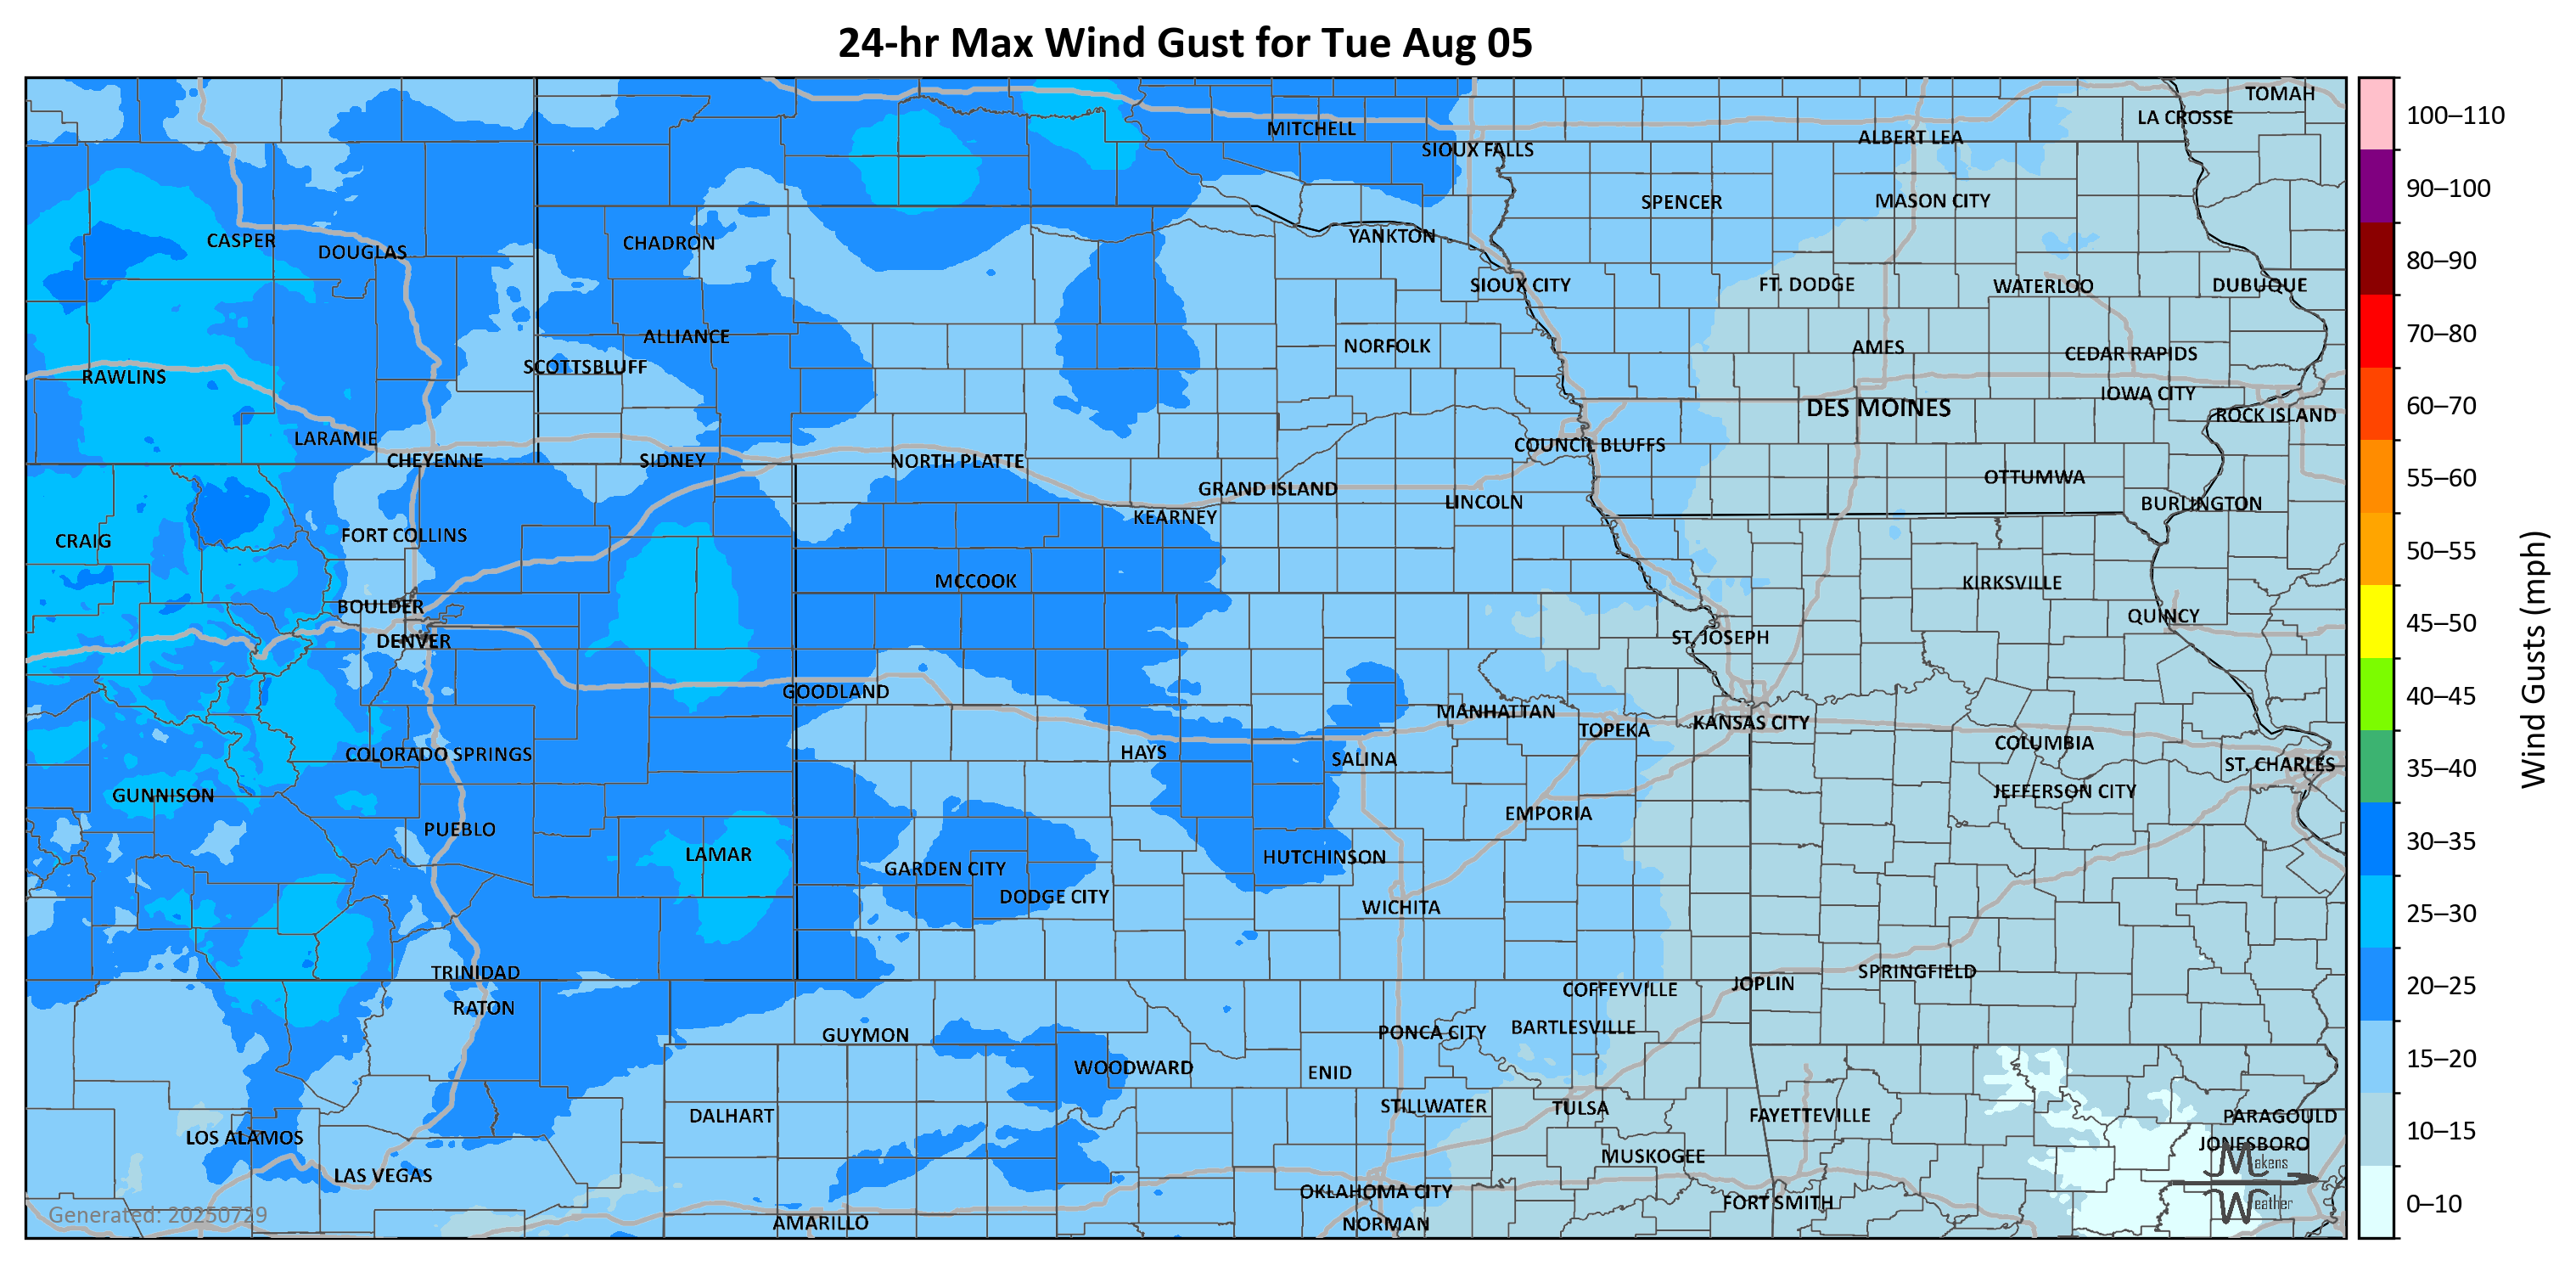 24-hr Max Wind Gust for Tue Aug 05
TOMAH
LA CROSSE
MITCHELL
ALBERT LEA
SIOUX FALLS
SPENCER
MASON CITY
CASPER
DOUGLAS
CHADRON
YANKTON
SIOUX CITY
FT. DODGE
WATERLOO
DUBUQUE
ALLIANCE
NORFOLK
AMES
CEDAR RAPIDS
SCOTTSBLUFF
RAWLINS
IOWA CITY
DES MOINES
ROCK ISLAND
LARAMIE
COUNCIL BLUFFS
CHEYENNE
SIDNEY
NORTH PLATTE
OTTUMWA
GRAND ISLAND
LINCOLN
BURLINGTON
KEARNEY
CRAIG
FORT COLLINS
MCCOOK
KIRKSVILLE
BOULDER
QUINCY
DENVER
ST. JOSEPH
GOODLAND
MANHATTAN
TOPEKA
KANSAS CITY
COLUMBIA
COLORADO SPRINGS
HAYS
SALINA
ST. CHARLES
GUNNISON
JEFFERSON CITY
EMPORIA
PUEBLO
LAMAR
HUTCHINSON
GARDEN CITY
DODGE CITY
WICHITA
TRINIDAD
SPRINGFIELD
JOPLIN
COFFEYVILLE
RATON
GUYMON
PONCA CITY
BARTLESVILLE
WOODWARD
ENID
DALHART
STILLWATER
TULSA
FAYETTEVILLE
PARAGOULD
LOS ALAMOS
JONESBORO
MUSKOGEE
LAS VEGAS
OKLAHOMA CITY
FORT SMITH
AMARILLO
NORMAN
Generated: 20250729
Makens
Weather
100–110
90–100
80–90
70–80
60–70
55–60
50–55
45–50
40–45
35–40
30–35
25–30
20–25
15–20
10–15
0–10
Wind Gusts (mph)